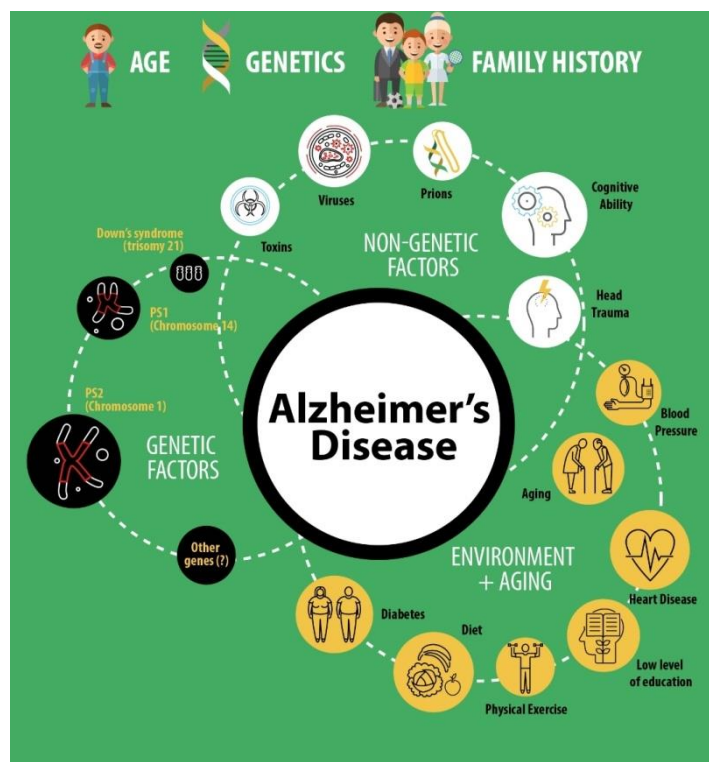 AGE
GENETICS
FAMILY HISTORY
Viruses
Prions
Cognitive
Ability
Toxins
NON-GENETIC
FACTORS
Head
Trauma
Down's syndrome
(trisomy 21)
PS1
(Chromosome 14)
PS2
(Chromosome 1)
GENETIC
FACTORS
Other
genes (?)
Alzheimer's
Disease
Blood
Pressure
Aging
ENVIRONMENT
+ AGING
Heart Disease
Diabetes
Diet
Physical Exercise
Low level
of education